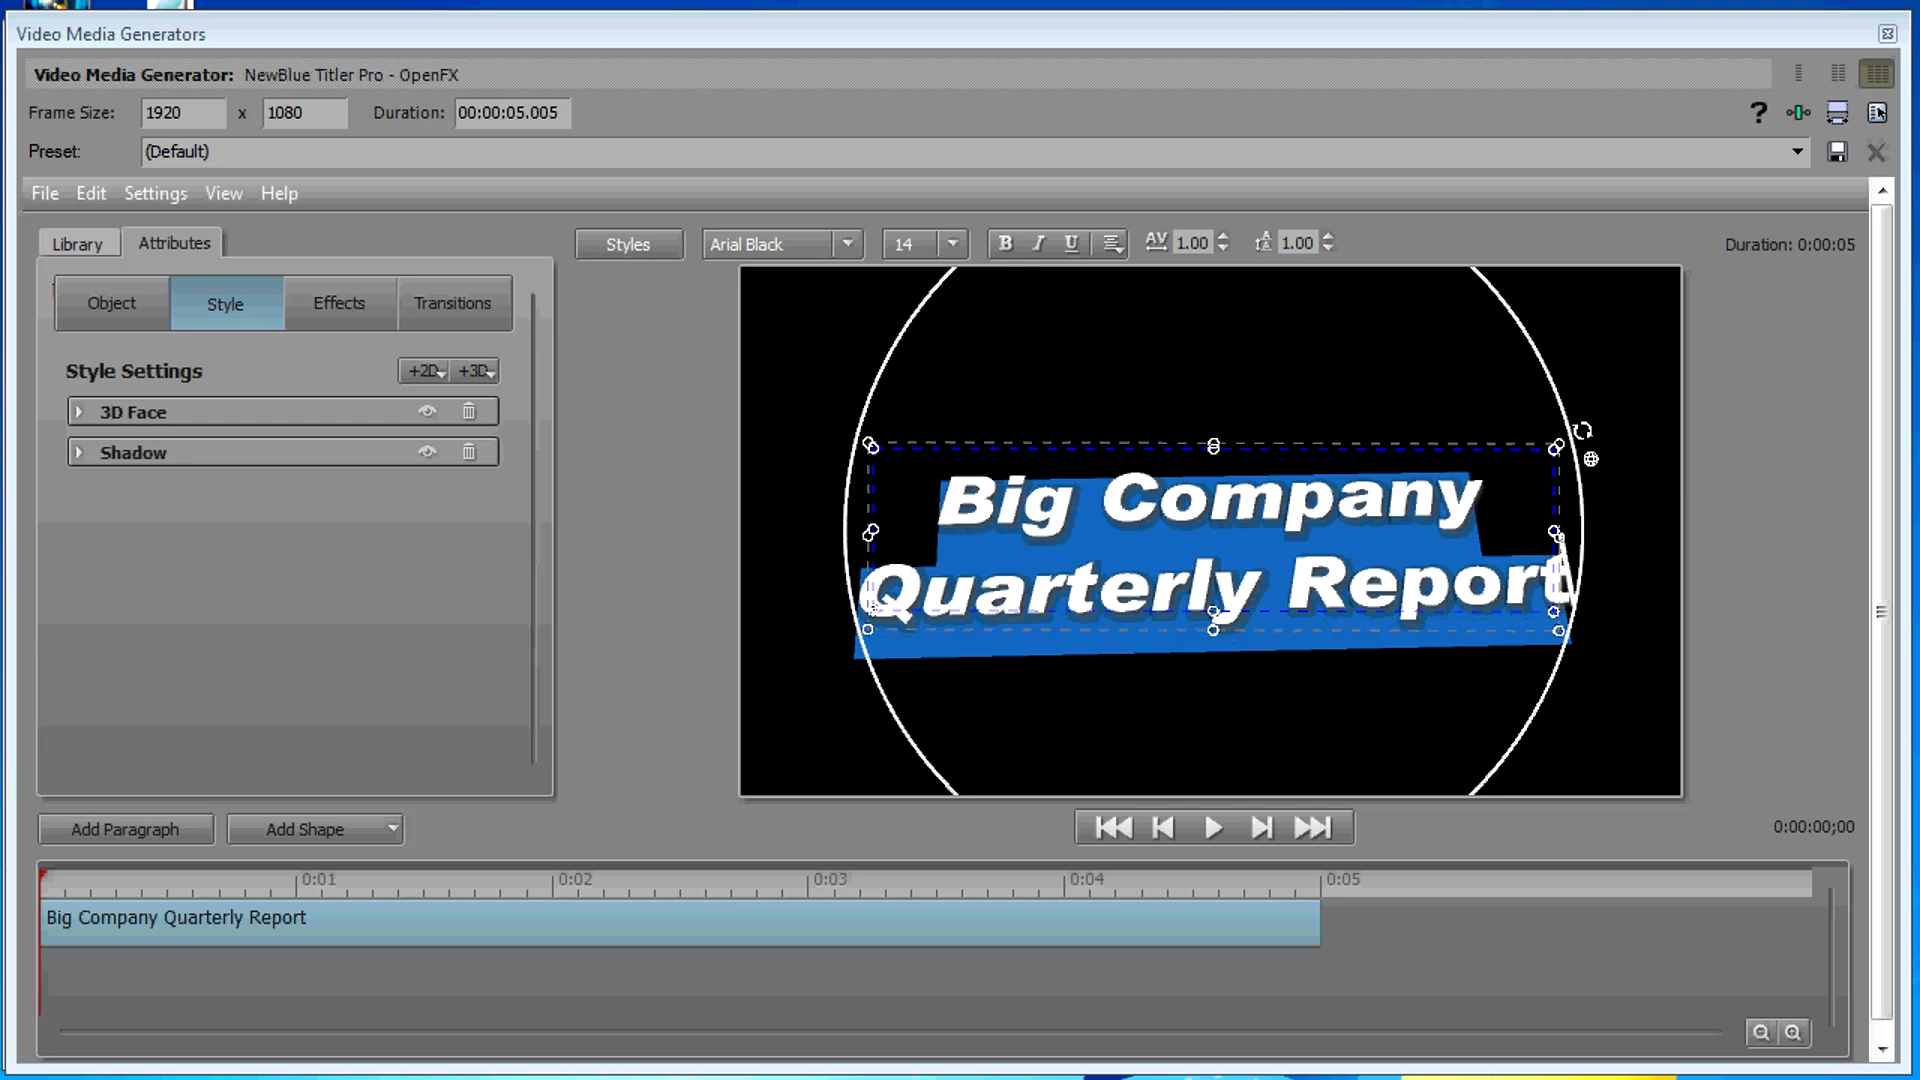 Video Media Generators
Video Media Generator: NewBlue Titler Pro - OpenFX
Frame Size: 1920 x 1080 Duration: 00:00:05.005
Preset: (Default)
File Edit Settings View Help
Library Attributes
Styles Arial Black 14 B I U AV 1.00 A 1.00 Duration: 0:00:05
Object Style Effects Transitions
Style Settings +2D +3D
3D Face
Shadow
Big Company
Quarterly Report
Add Paragraph Add Shape
0:00:00;00
0:01 0:02 0:03 0:04 0:05
Big Company Quarterly Report